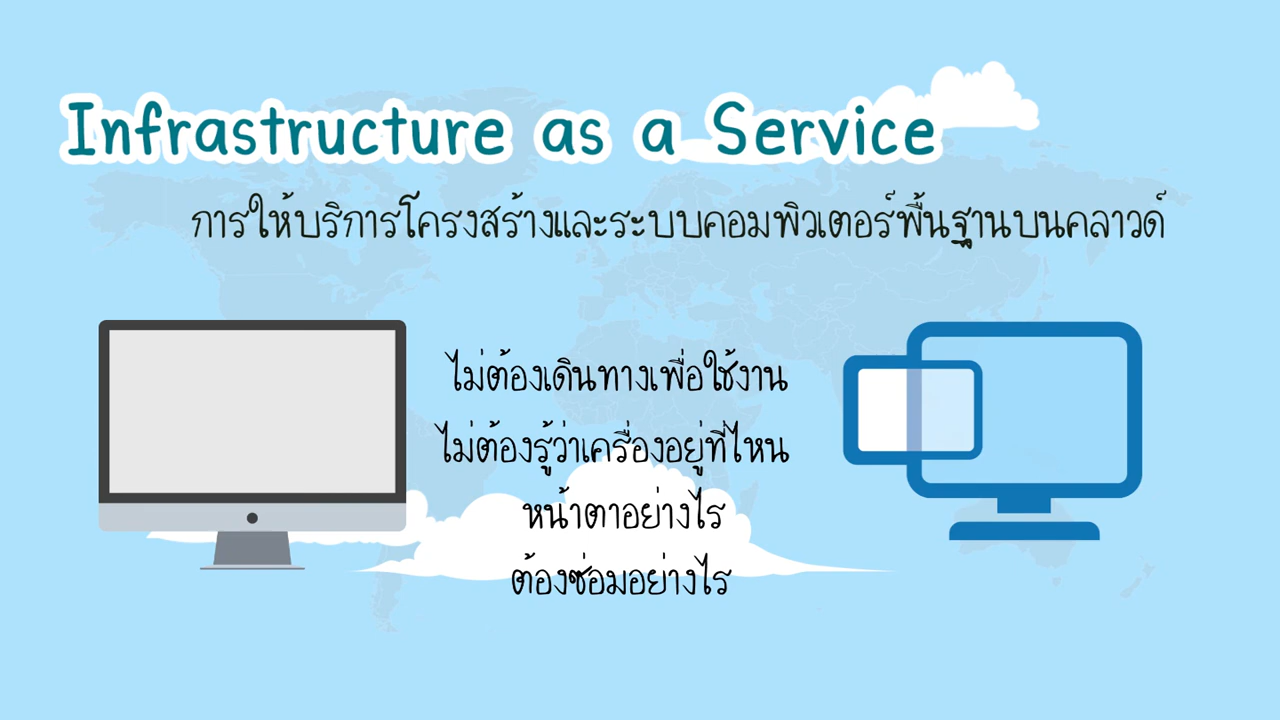 Infrastructure as a Service
การให้บริการโครงสร้างและระบบคอมพิวเตอร์พื้นฐานบนคลาวด์
ไม่ต้องเดินทางเพื่อใช้งาน
ไม่ต้องรู้ว่าเครื่องอยู่ที่ไหน
หน้าตาอย่างไร
ต้องซ่อมอย่างไร